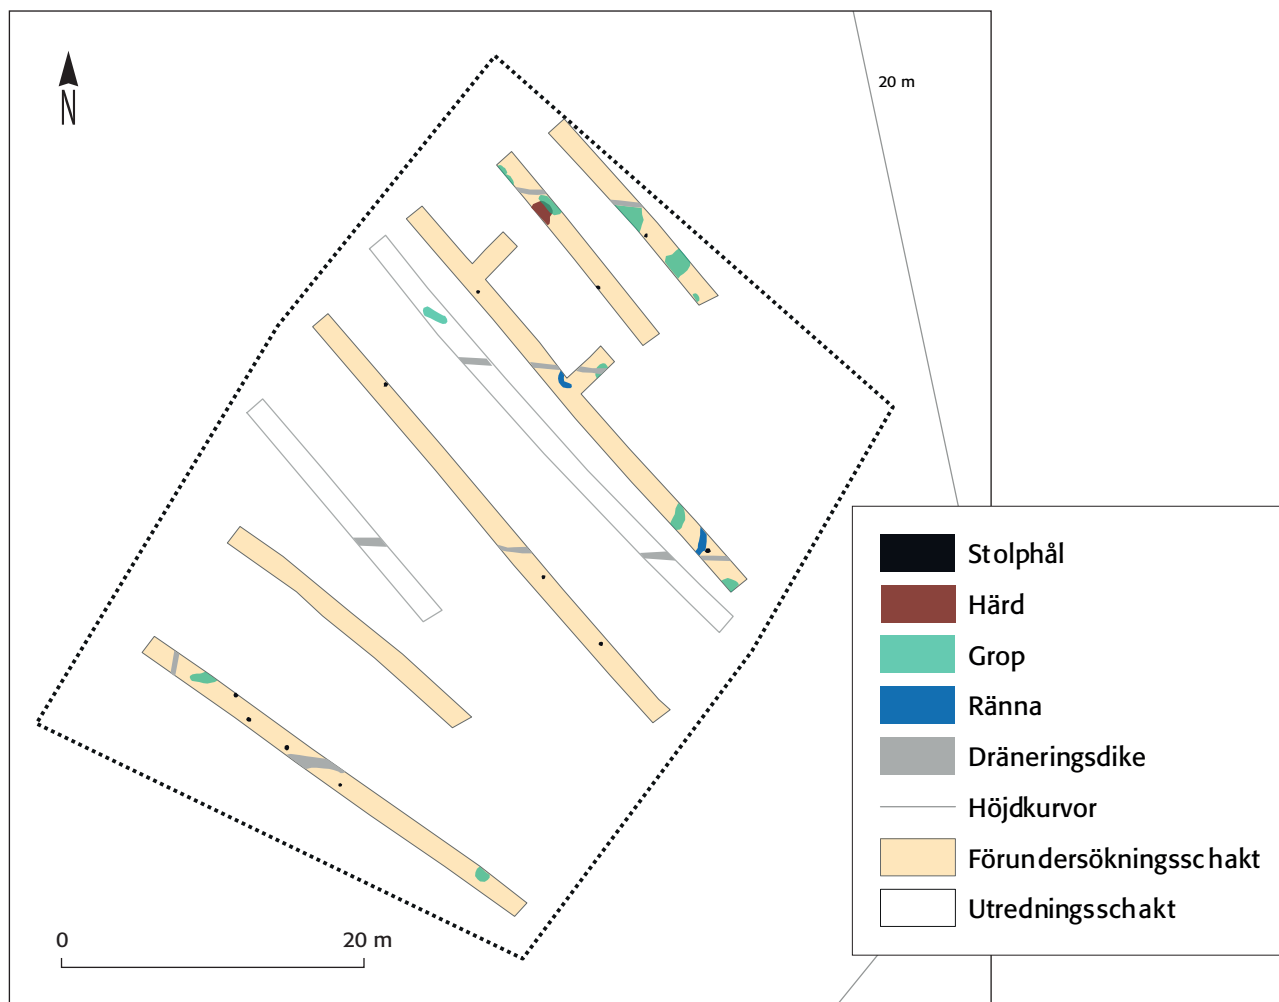 N
20 m
Stolphål
Härd
Grop
Ränna
Dräneringsdike
Höjdkurvor
Förundersökningsschakt
Utredningsschakt
0 20 m